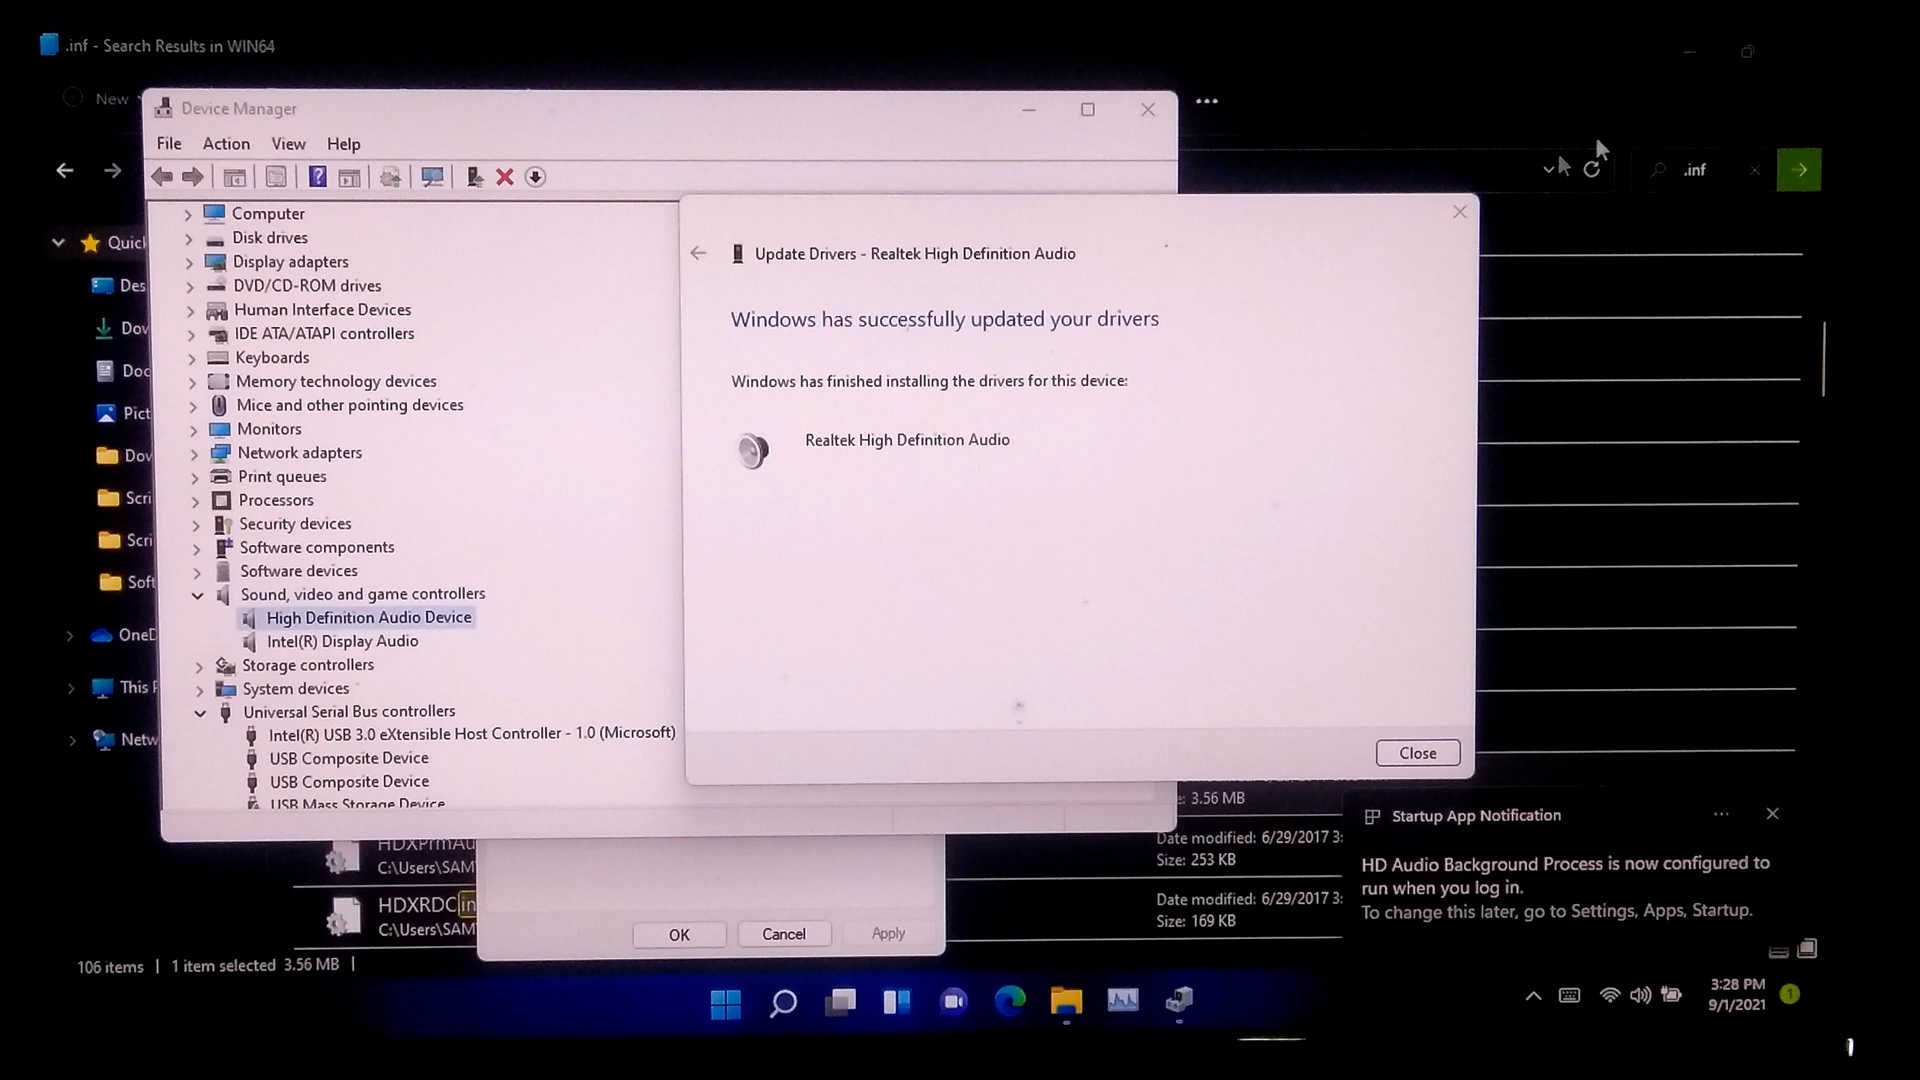 .inf - Search Results in WIN64
New
Device Manager
File Action View Help
.inf
Computer
Disk drives
Display adapters
DVD/CD-ROM drives
Human Interface Devices
IDE ATA/ATAPI controllers
Keyboards
Memory technology devices
Mice and other pointing devices
Monitors
Network adapters
Print queues
Processors
Security devices
Software components
Software devices
Sound, video and game controllers
High Definition Audio Device
Intel(R) Display Audio
Storage controllers
System devices
Universal Serial Bus controllers
Intel(R) USB 3.0 eXtensible Host Controller - 1.0 (Microsoft)
USB Composite Device
USB Composite Device
USB Mass Storage Device
Quick
Des
Dov
Doc
Pict
Dov
Scri
Scri
Soft
OneD
This P
Netw
Update Drivers - Realtek High Definition Audio
Windows has successfully updated your drivers
Windows has finished installing the drivers for this device:
Realtek High Definition Audio
Close
e: 3.56 MB
HDXPrmAu
C:\Users\SAM
Date modified: 6/29/2017 3:
Size: 253 KB
HDXRDC.in
C:\Users\SAM
Date modified: 6/29/2017 3:
Size: 169 KB
OK Cancel Apply
Startup App Notification
HD Audio Background Process is now configured to
run when you log in.
To change this later, go to Settings, Apps, Startup.
106 items 1 item selected 3.56 MB
3:28 PM
9/1/2021
1